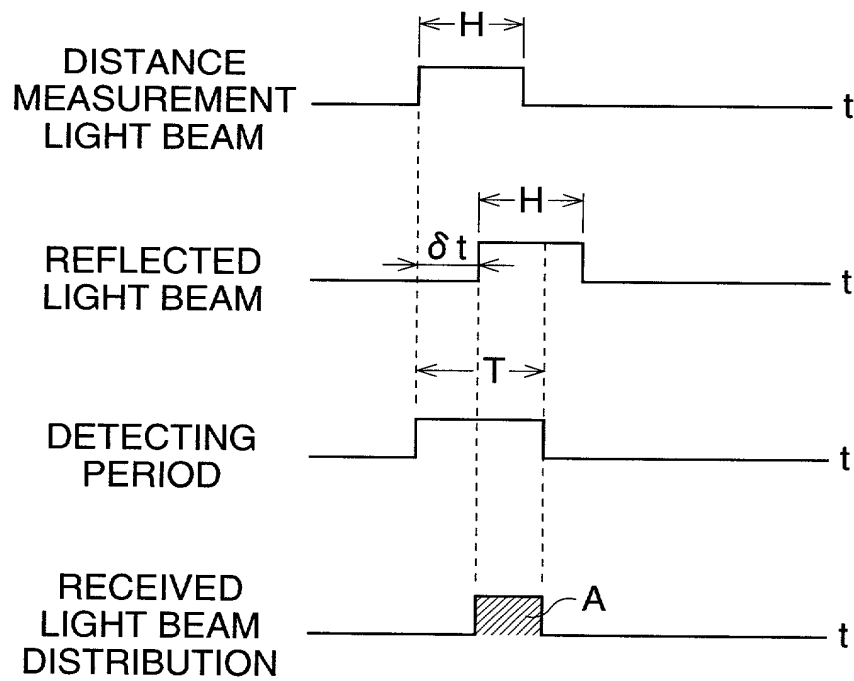 H
DISTANCE
MEASUREMENT
LIGHT BEAM
t
H
δ t
REFLECTED
LIGHT BEAM
t
T
DETECTING
PERIOD
t
RECEIVED
LIGHT BEAM
DISTRIBUTION
A
t